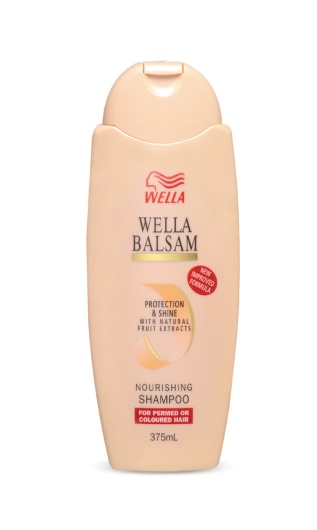 WELLA
WELLA
BALSAM
NEW
IMPROVED
FORMULA
PROTECTION
& SHINE
WITH NATURAL
FRUIT EXTRACTS
NOURISHING
SHAMPOO
FOR PERMED OR
COLOURED HAIR
375mL